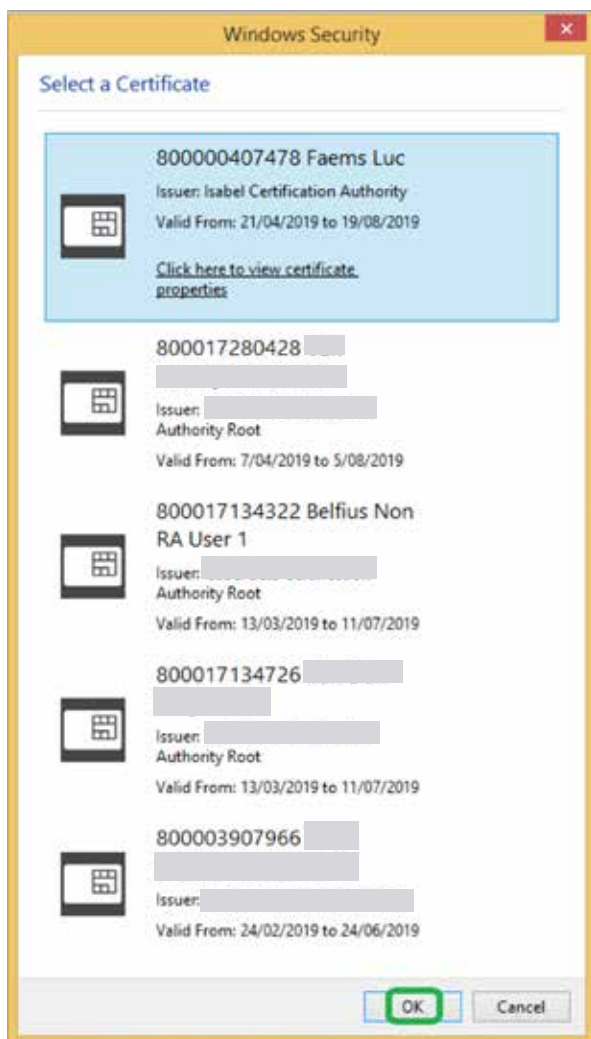 Windows Security
Select a Certificate
800000407478 Faems Luc
Issuer: Isabel Certification Authority
Valid From: 21/04/2019 to 19/08/2019
Click here to view certificate
properties
800017280428
Issuer:
Authority Root
Valid From: 7/04/2019 to 5/08/2019
800017134322 Belfius Non
RA User 1
Issuer:
Authority Root
Valid From: 13/03/2019 to 11/07/2019
800017134726
Issuer:
Authority Root
Valid From: 13/03/2019 to 11/07/2019
800003907966
Issuer:
Valid From: 24/02/2019 to 24/06/2019
OK Cancel